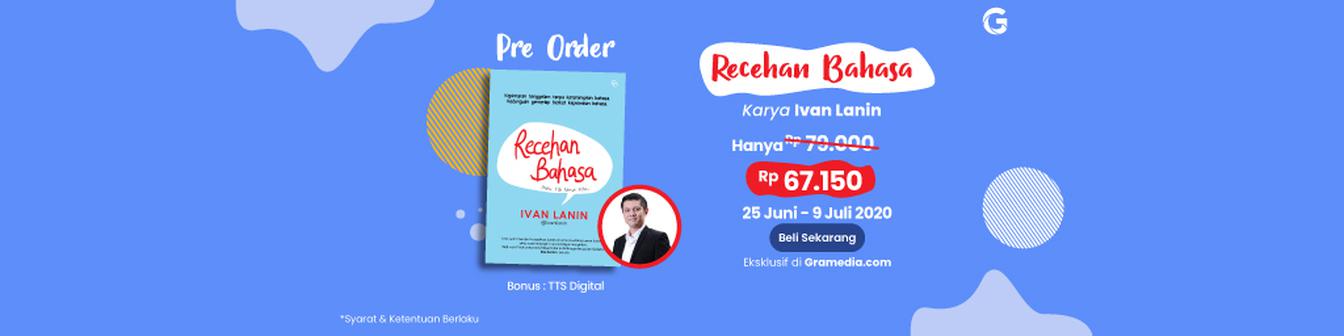 Pre Order
Recehan
Bahasa
IVAN LANIN
Bonus : TTS Digital
*Syarat & Ketentuan Berlaku
G
Recehan Bahasa
Karya Ivan Lanin
Hanya Rp 79.000
Rp 67.150
25 Juni - 9 Juli 2020
Beli Sekarang
Eksklusif di Gramedia.com